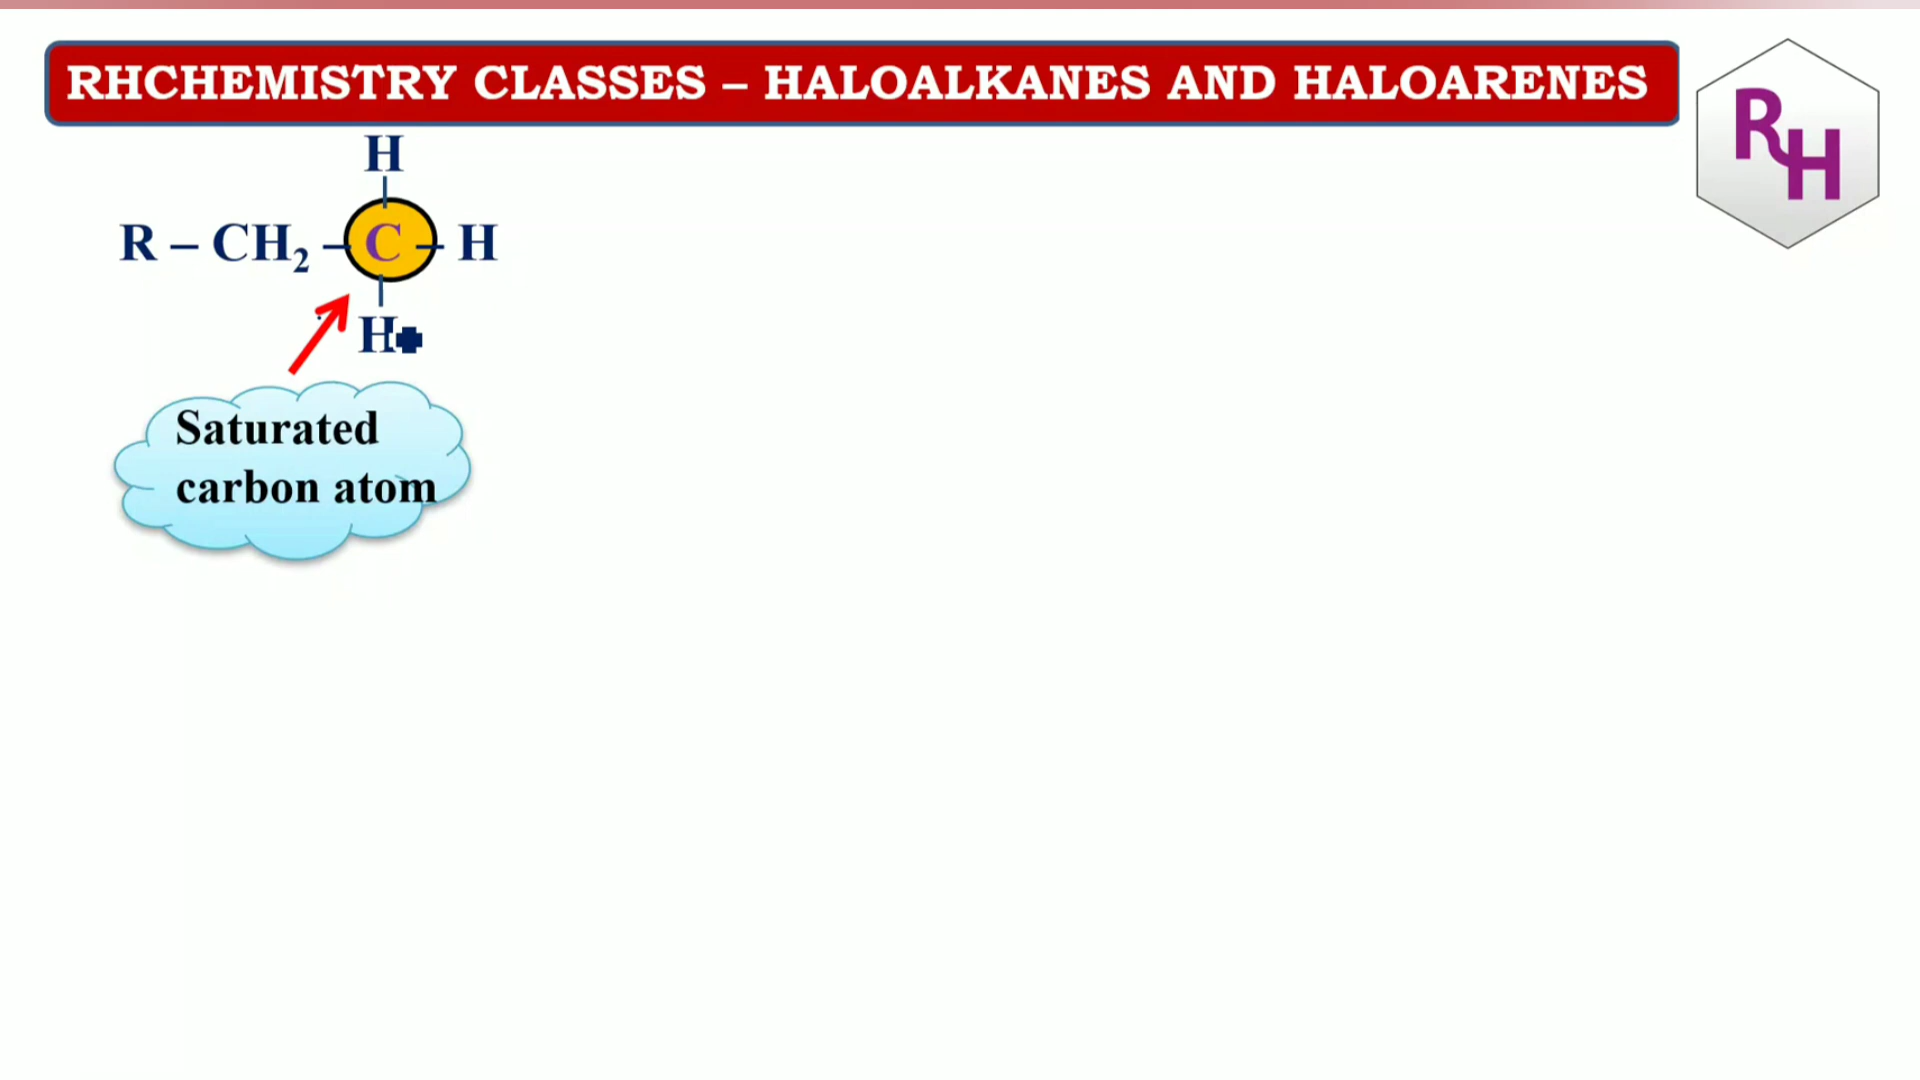 RHCHEMISTRY CLASSES – HALOALKANES AND HALOARENES
RH
H
R – CH₂ – C – H
H
Saturated
carbon atom